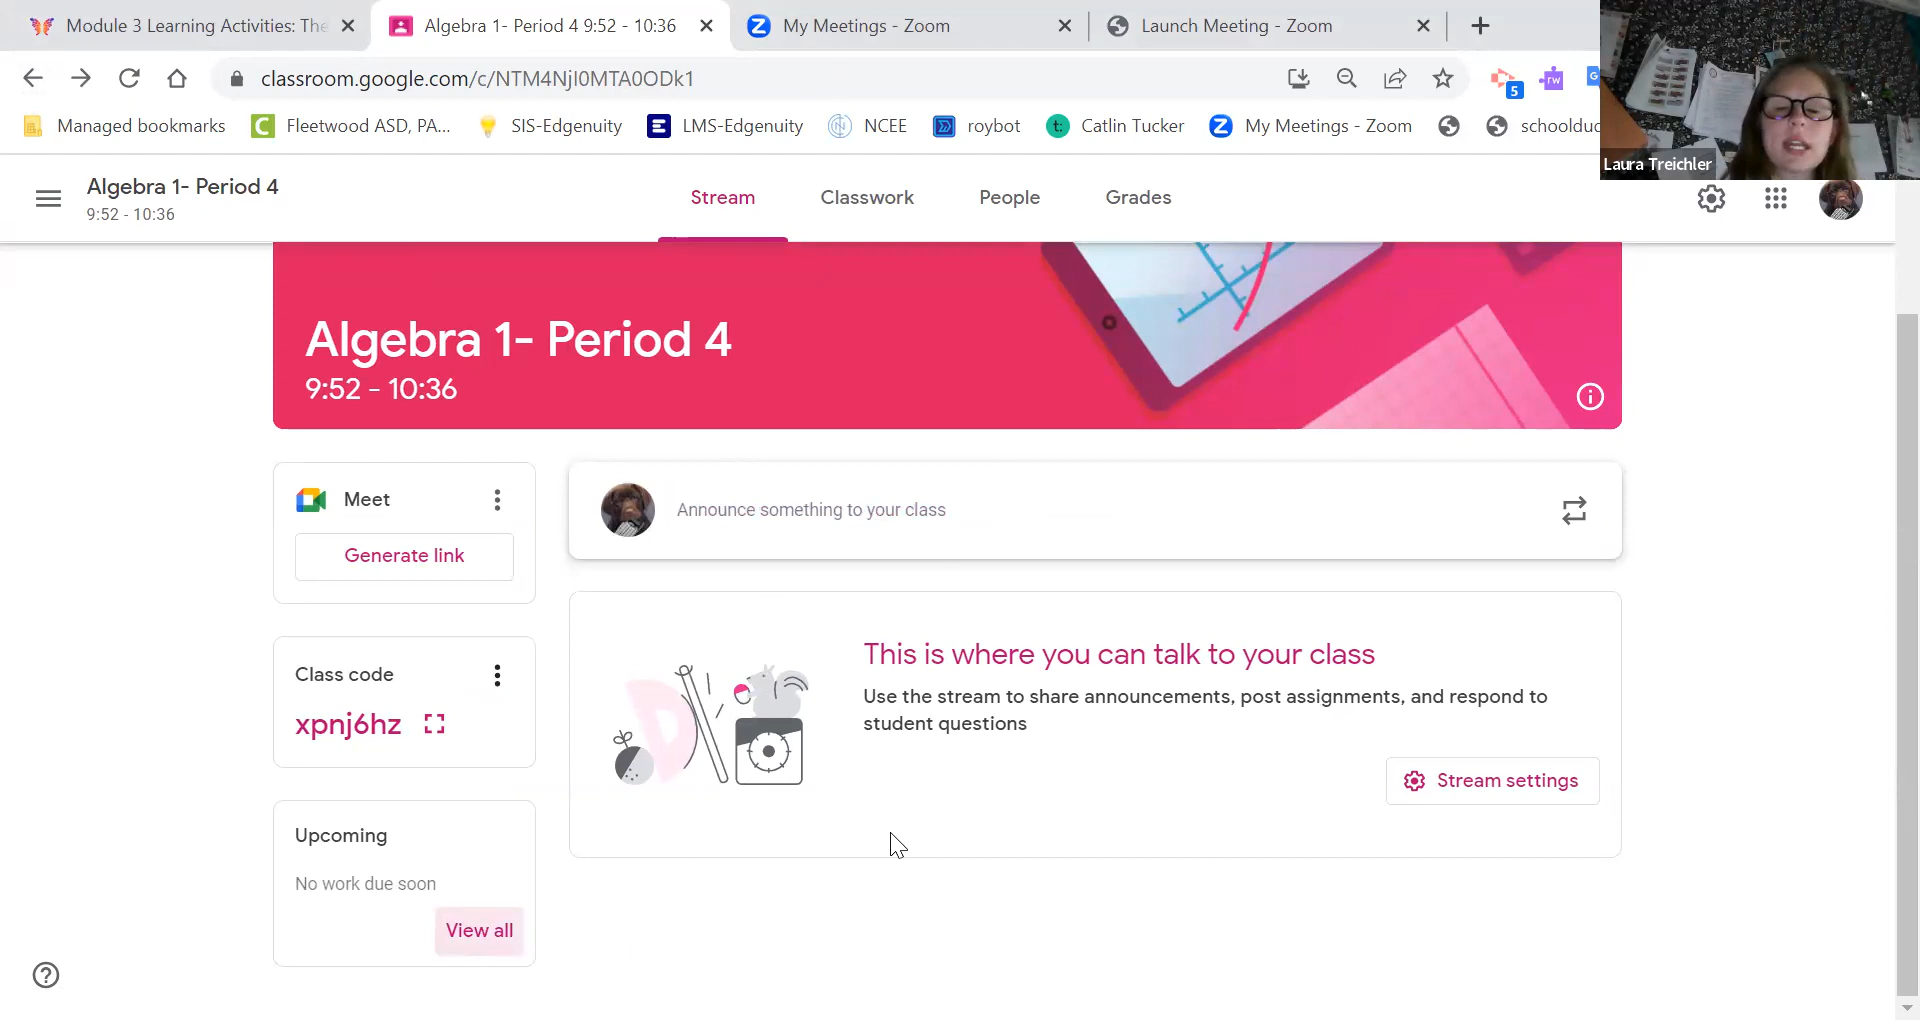 Module 3 Learning Activities: The
Algebra 1- Period 4 9:52 - 10:36
My Meetings - Zoom
Launch Meeting - Zoom
classroom.google.com/c/NTM4NjI0MTA0ODk1
5
rw
G
Managed bookmarks
Fleetwood ASD, PA...
SIS-Edgenuity
LMS-Edgenuity
NCEE
roybot
Catlin Tucker
My Meetings - Zoom
schoolduc
Laura Treichler
Algebra 1- Period 4
9:52 - 10:36
Stream
Classwork
People
Grades
Algebra 1- Period 4
9:52 - 10:36
Meet
Generate link
Announce something to your class
Class code
xpnj6hz
This is where you can talk to your class
Use the stream to share announcements, post assignments, and respond to
student questions
Stream settings
Upcoming
No work due soon
View all